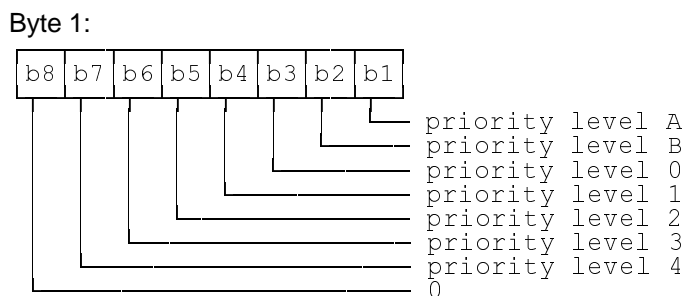 Byte 1:
b8 b7 b6 b5 b4 b3 b2 b1
priority level A
priority level B
priority level 0
priority level 1
priority level 2
priority level 3
priority level 4
0